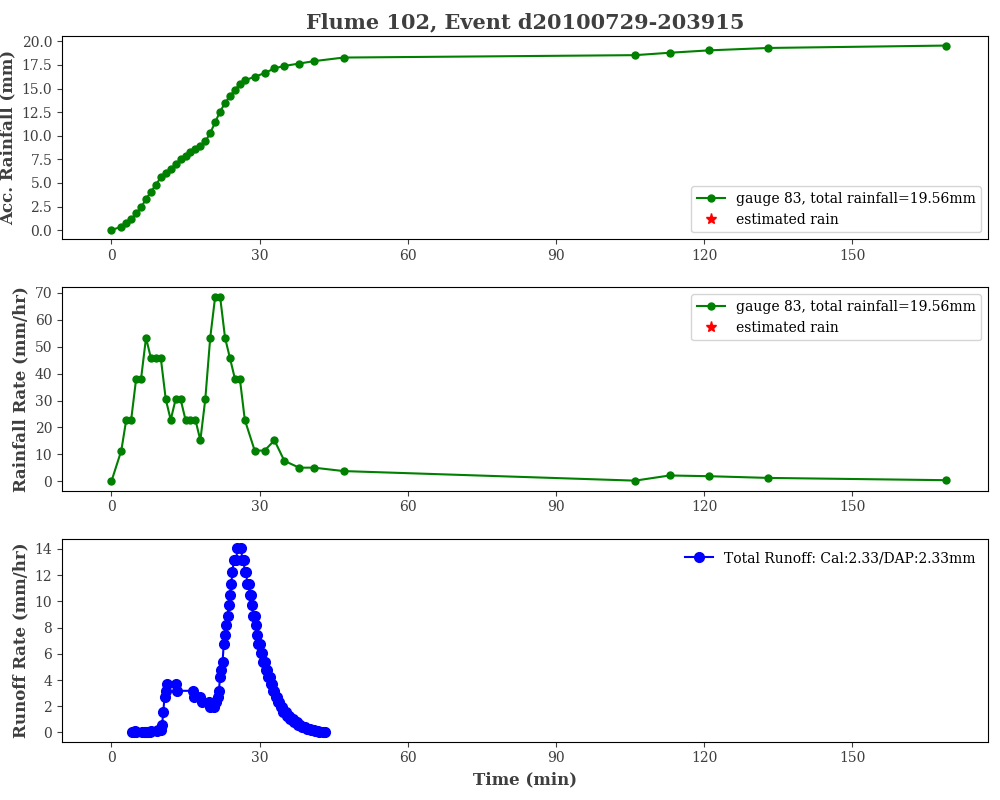 Flume 102, Event d20100729-203915
Acc. Rainfall (mm)
20.0
17.5
15.0
12.5
10.0
7.5
5.0
2.5
0.0
gauge 83, total rainfall=19.56mm
estimated rain
0 30 60 90 120 150
Rainfall Rate (mm/hr)
70
60
50
40
30
20
10
0
gauge 83, total rainfall=19.56mm
estimated rain
0 30 60 90 120 150
Runoff Rate (mm/hr)
14
12
10
8
6
4
2
0
Total Runoff: Cal:2.33/DAP:2.33mm
0 30 60 90 120 150
Time (min)